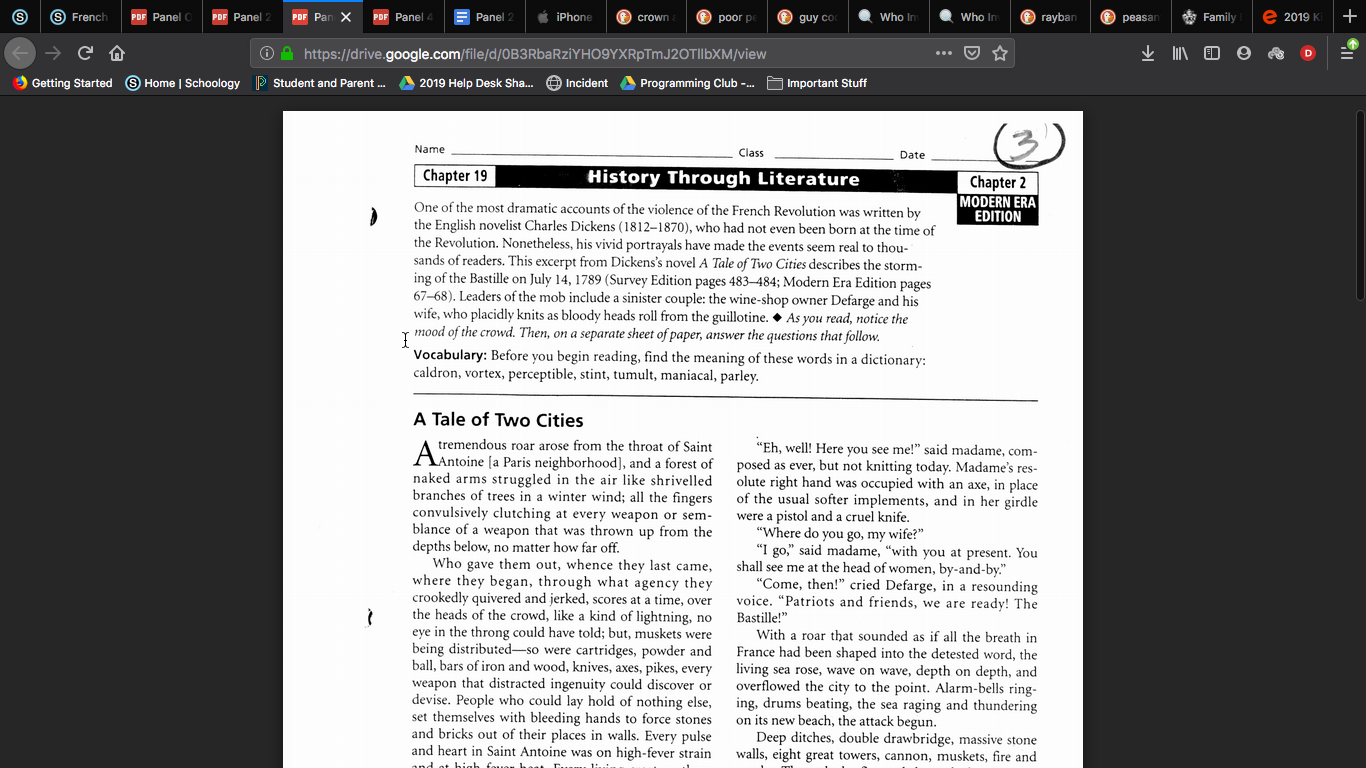 French
Panel O
Panel 2
Pan
Panel 4
Panel 2
iPhone
crown a
poor pe
guy coo
Who In
Who In
rayban
peasan
Family
2019 K
https://drive.google.com/file/d/0B3RbaRziYHO9YXRpTmJ2OTllbXM/view
D
Getting Started
Home | Schoology
Student and Parent ...
2019 Help Desk Sha...
Incident
Programming Club -...
Important Stuff
Name Class Date
3
Chapter 19
History Through Literature
Chapter 2
MODERN ERA
EDITION
One of the most dramatic accounts of the violence of the French Revolution was written by
the English novelist Charles Dickens (1812–1870), who had not even been born at the time of
the Revolution. Nonetheless, his vivid portrayals have made the events seem real to thou-
sands of readers. This excerpt from Dickens's novel A Tale of Two Cities describes the storm-
ing of the Bastille on July 14, 1789 (Survey Edition pages 483–484; Modern Era Edition pages
67–68). Leaders of the mob include a sinister couple: the wine-shop owner Defarge and his
wife, who placidly knits as bloody heads roll from the guillotine. ◆ As you read, notice the
mood of the crowd. Then, on a separate sheet of paper, answer the questions that follow.
Vocabulary: Before you begin reading, find the meaning of these words in a dictionary:
caldron, vortex, perceptible, stint, tumult, maniacal, parley.
A Tale of Two Cities
A tremendous roar arose from the throat of Saint
Antoine [a Paris neighborhood], and a forest of
naked arms struggled in the air like shrivelled
branches of trees in a winter wind; all the fingers
convulsively clutching at every weapon or sem-
blance of a weapon that was thrown up from the
depths below, no matter how far off.
Who gave them out, whence they last came,
where they began, through what agency they
crookedly quivered and jerked, scores at a time, over
the heads of the crowd, like a kind of lightning, no
eye in the throng could have told; but, muskets were
being distributed—so were cartridges, powder and
ball, bars of iron and wood, knives, axes, pikes, every
weapon that distracted ingenuity could discover or
devise. People who could lay hold of nothing else,
set themselves with bleeding hands to force stones
and bricks out of their places in walls. Every pulse
and heart in Saint Antoine was on high-fever strain
"Eh, well! Here you see me!" said madame, com-
posed as ever, but not knitting today. Madame's res-
olute right hand was occupied with an axe, in place
of the usual softer implements, and in her girdle
were a pistol and a cruel knife.
"Where do you go, my wife?"
"I go," said madame, "with you at present. You
shall see me at the head of women, by-and-by."
"Come, then!" cried Defarge, in a resounding
voice. "Patriots and friends, we are ready! The
Bastille!"
With a roar that sounded as if all the breath in
France had been shaped into the detested word, the
living sea rose, wave on wave, depth on depth, and
overflowed the city to the point. Alarm-bells ring-
ing, drums beating, the sea raging and thundering
on its new beach, the attack begun.
Deep ditches, double drawbridge, massive stone
walls, eight great towers, cannon, muskets, fire and